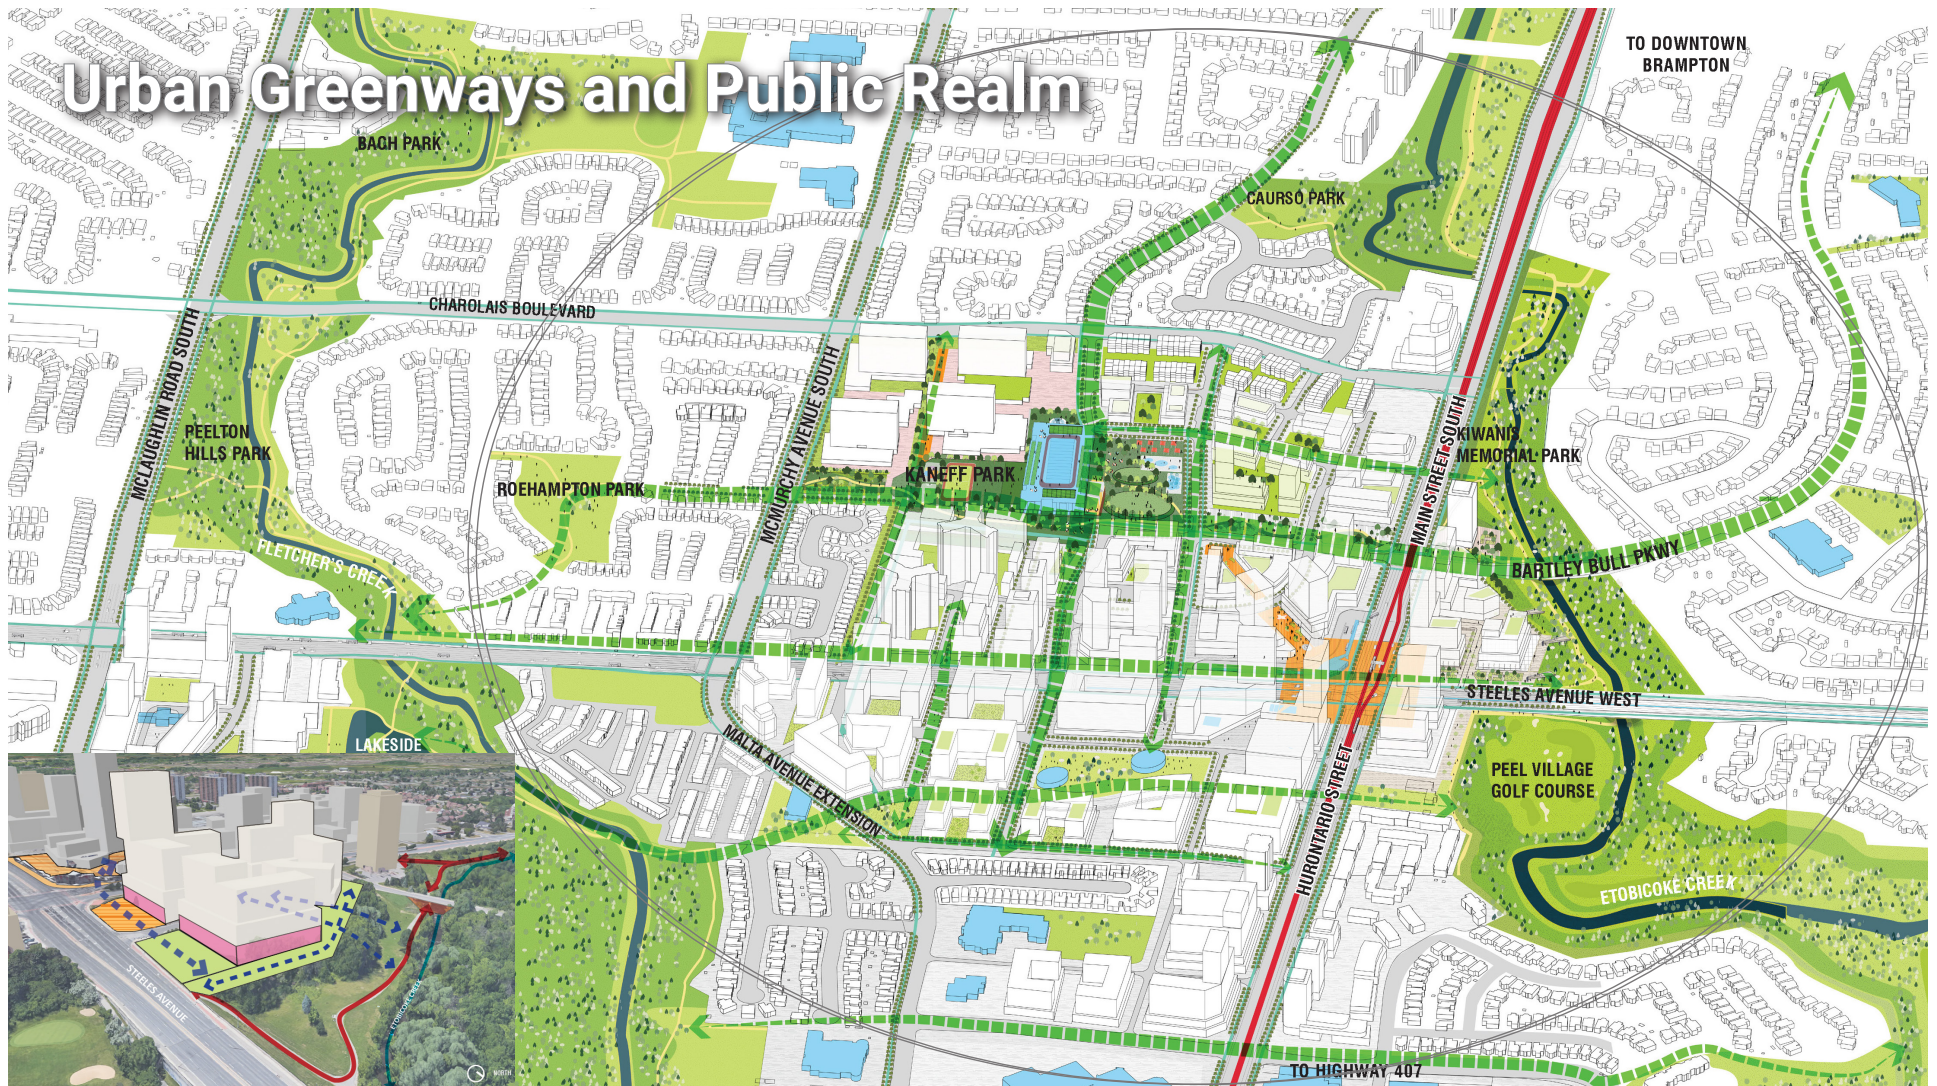 Urban Greenways and Public Realm
TO DOWNTOWN
BRAMPTON
BACH PARK
CAURSO PARK
CHAROLAIS BOULEVARD
MCLAUGHLIN ROAD SOUTH
MCMURCHY AVENUE SOUTH
PEELTON
HILLS PARK
ROEHAMPTON PARK
KANEFF PARK
MAIN STREET SOUTH
KIWANIS
MEMORIAL PARK
FLETCHER'S CREEK
BARTLEY BULL PKWY
STEELES AVENUE WEST
LAKESIDE
MALTA AVENUE EXTENSION
HURONTARIO STREET
PEEL VILLAGE
GOLF COURSE
ETOBICOKE CREEK
STEELES AVENUE
ETOBICOKE CREEK
NORTH
TO HIGHWAY 407